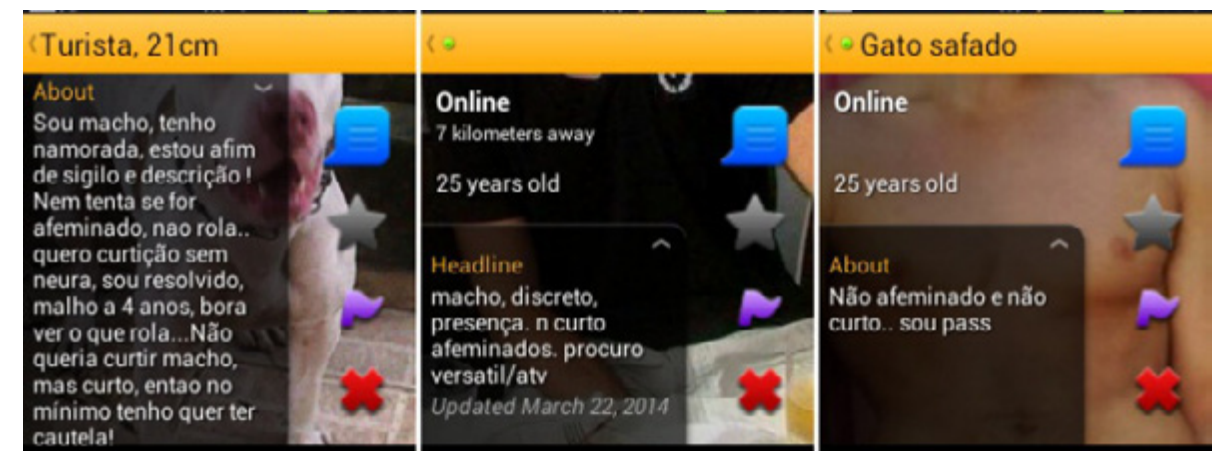 Turista, 21cm
About
Sou macho, tenho
namorada, estou afim
de sigilo e descrição !
Nem tenta se for
afeminado, nao rola..
quero curtição sem
neura, sou resolvido,
malho a 4 anos, bora
ver o que rola...Não
queria curtir macho,
mas curto, entao no
mínimo tenho quer ter
cautela!
Online
7 kilometers away
25 years old
Headline
macho, discreto,
presença. n curto
afeminados. procuro
versatil/atv
Updated March 22, 2014
Gato safado
Online
25 years old
About
Não afeminado e não
curto.. sou pass